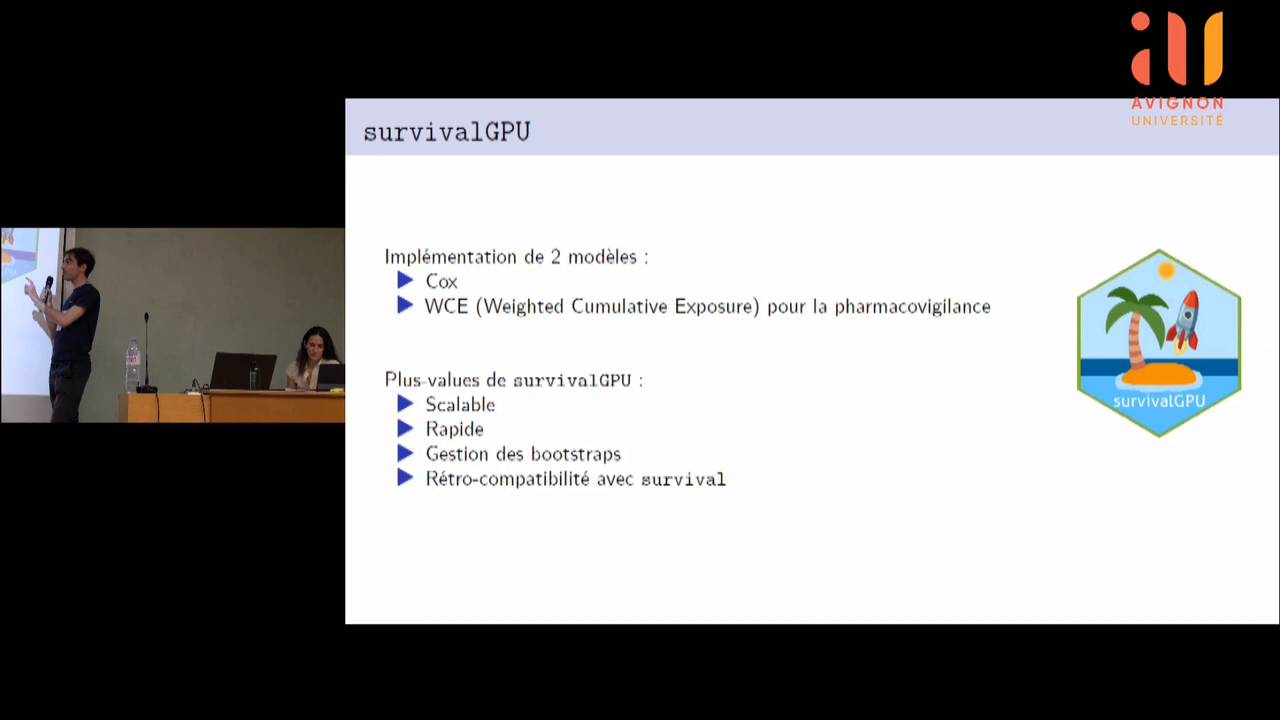 AVIGNON
UNIVERSITÉ
survivalGPU
Implémentation de 2 modèles :
Cox
WCE (Weighted Cumulative Exposure) pour la pharmacovigilance
Plus-values de survivalGPU :
Scalable
Rapide
Gestion des bootstraps
Rétro-compatibilité avec survival
survivalGPU